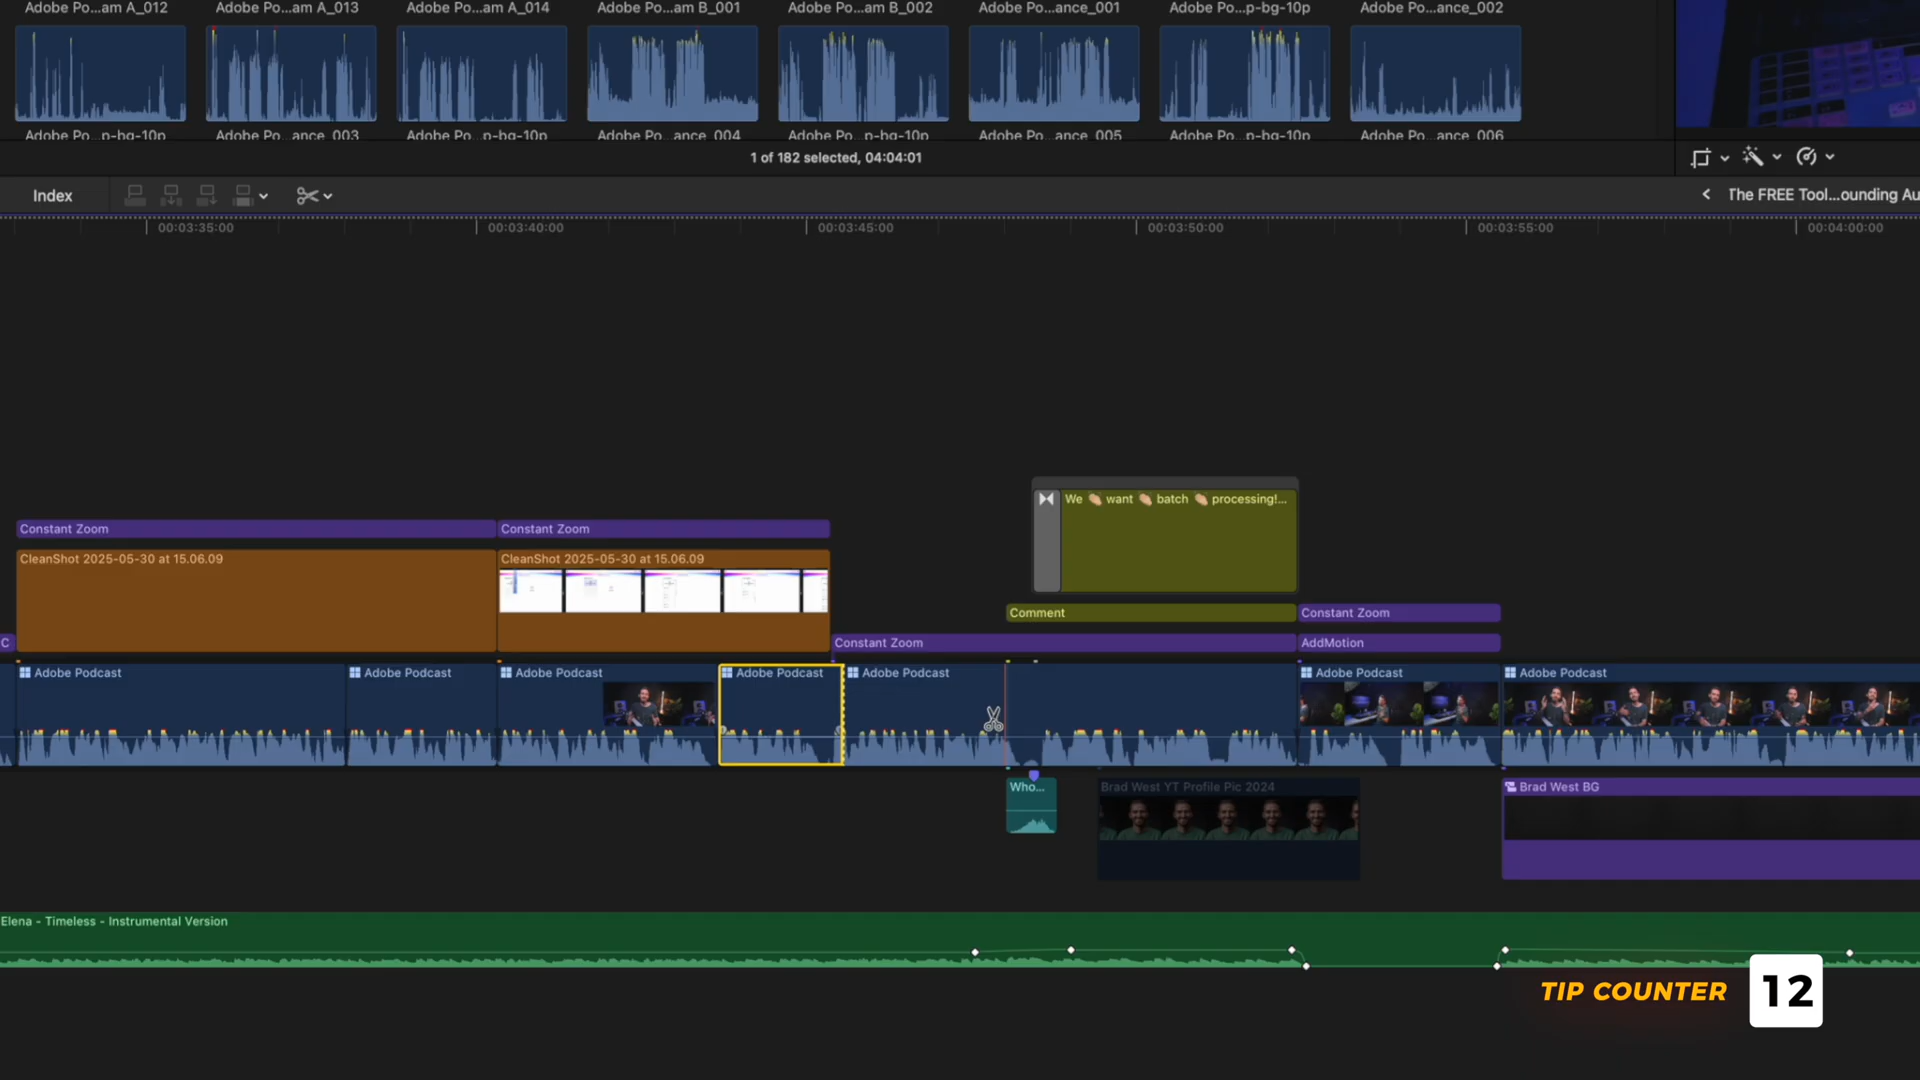 Adobe Po...am A_012
Adobe Po...am A_013
Adobe Po...am A_014
Adobe Po...am B_001
Adobe Po...am B_002
Adobe Po...ance_001
Adobe Po...p-bg-10p
Adobe Po...ance_002
Adobe Po...p-bg-10p
Adobe Po...ance_003
Adobe Po...p-bg-10p
Adobe Po...ance_004
Adobe Po...p-bg-10p
Adobe Po...ance_005
Adobe Po...p-bg-10p
Adobe Po...ance_006
1 of 182 selected, 04:04:01
Index
The FREE Tool...ounding Au
00:03:35:00
00:03:40:00
00:03:45:00
00:03:50:00
00:03:55:00
00:04:00:00
We 👏🏼 want 👏🏼 batch 👏🏼 processing!...
Constant Zoom
Constant Zoom
CleanShot 2025-05-30 at 15.06.09
CleanShot 2025-05-30 at 15.06.09
Comment
Constant Zoom
C
Constant Zoom
AddMotion
Adobe Podcast
Adobe Podcast
Adobe Podcast
Adobe Podcast
Adobe Podcast
Adobe Podcast
Adobe Podcast
Who...
Brad West YT Profile Pic 2024
Brad West BG
Elena - Timeless - Instrumental Version
TIP COUNTER
12